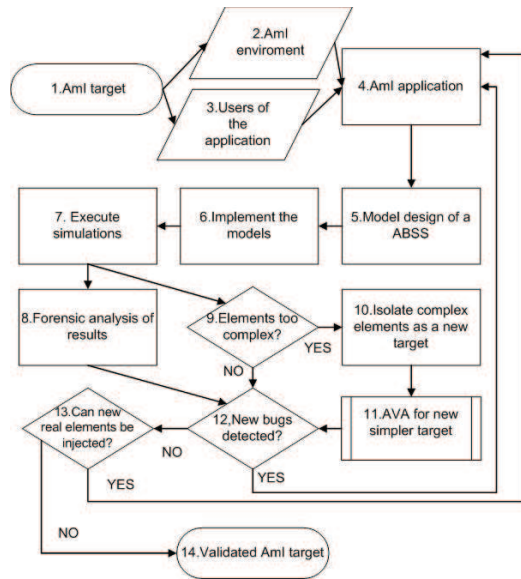 1.AmI target
2.AmI
enviroment
3.Users of
the
application
4.AmI application
7. Execute
simulations
6.Implement the
models
5.Model design of a
ABSS
8.Forensic analysis of
results
9.Elements too
complex?
YES
NO
10.Isolate complex
elements as a new
target
13.Can new
real elements be
injected?
NO
12,New bugs
detected?
11.AVA for new
simpler target
YES
YES
NO
14.Validated AmI target